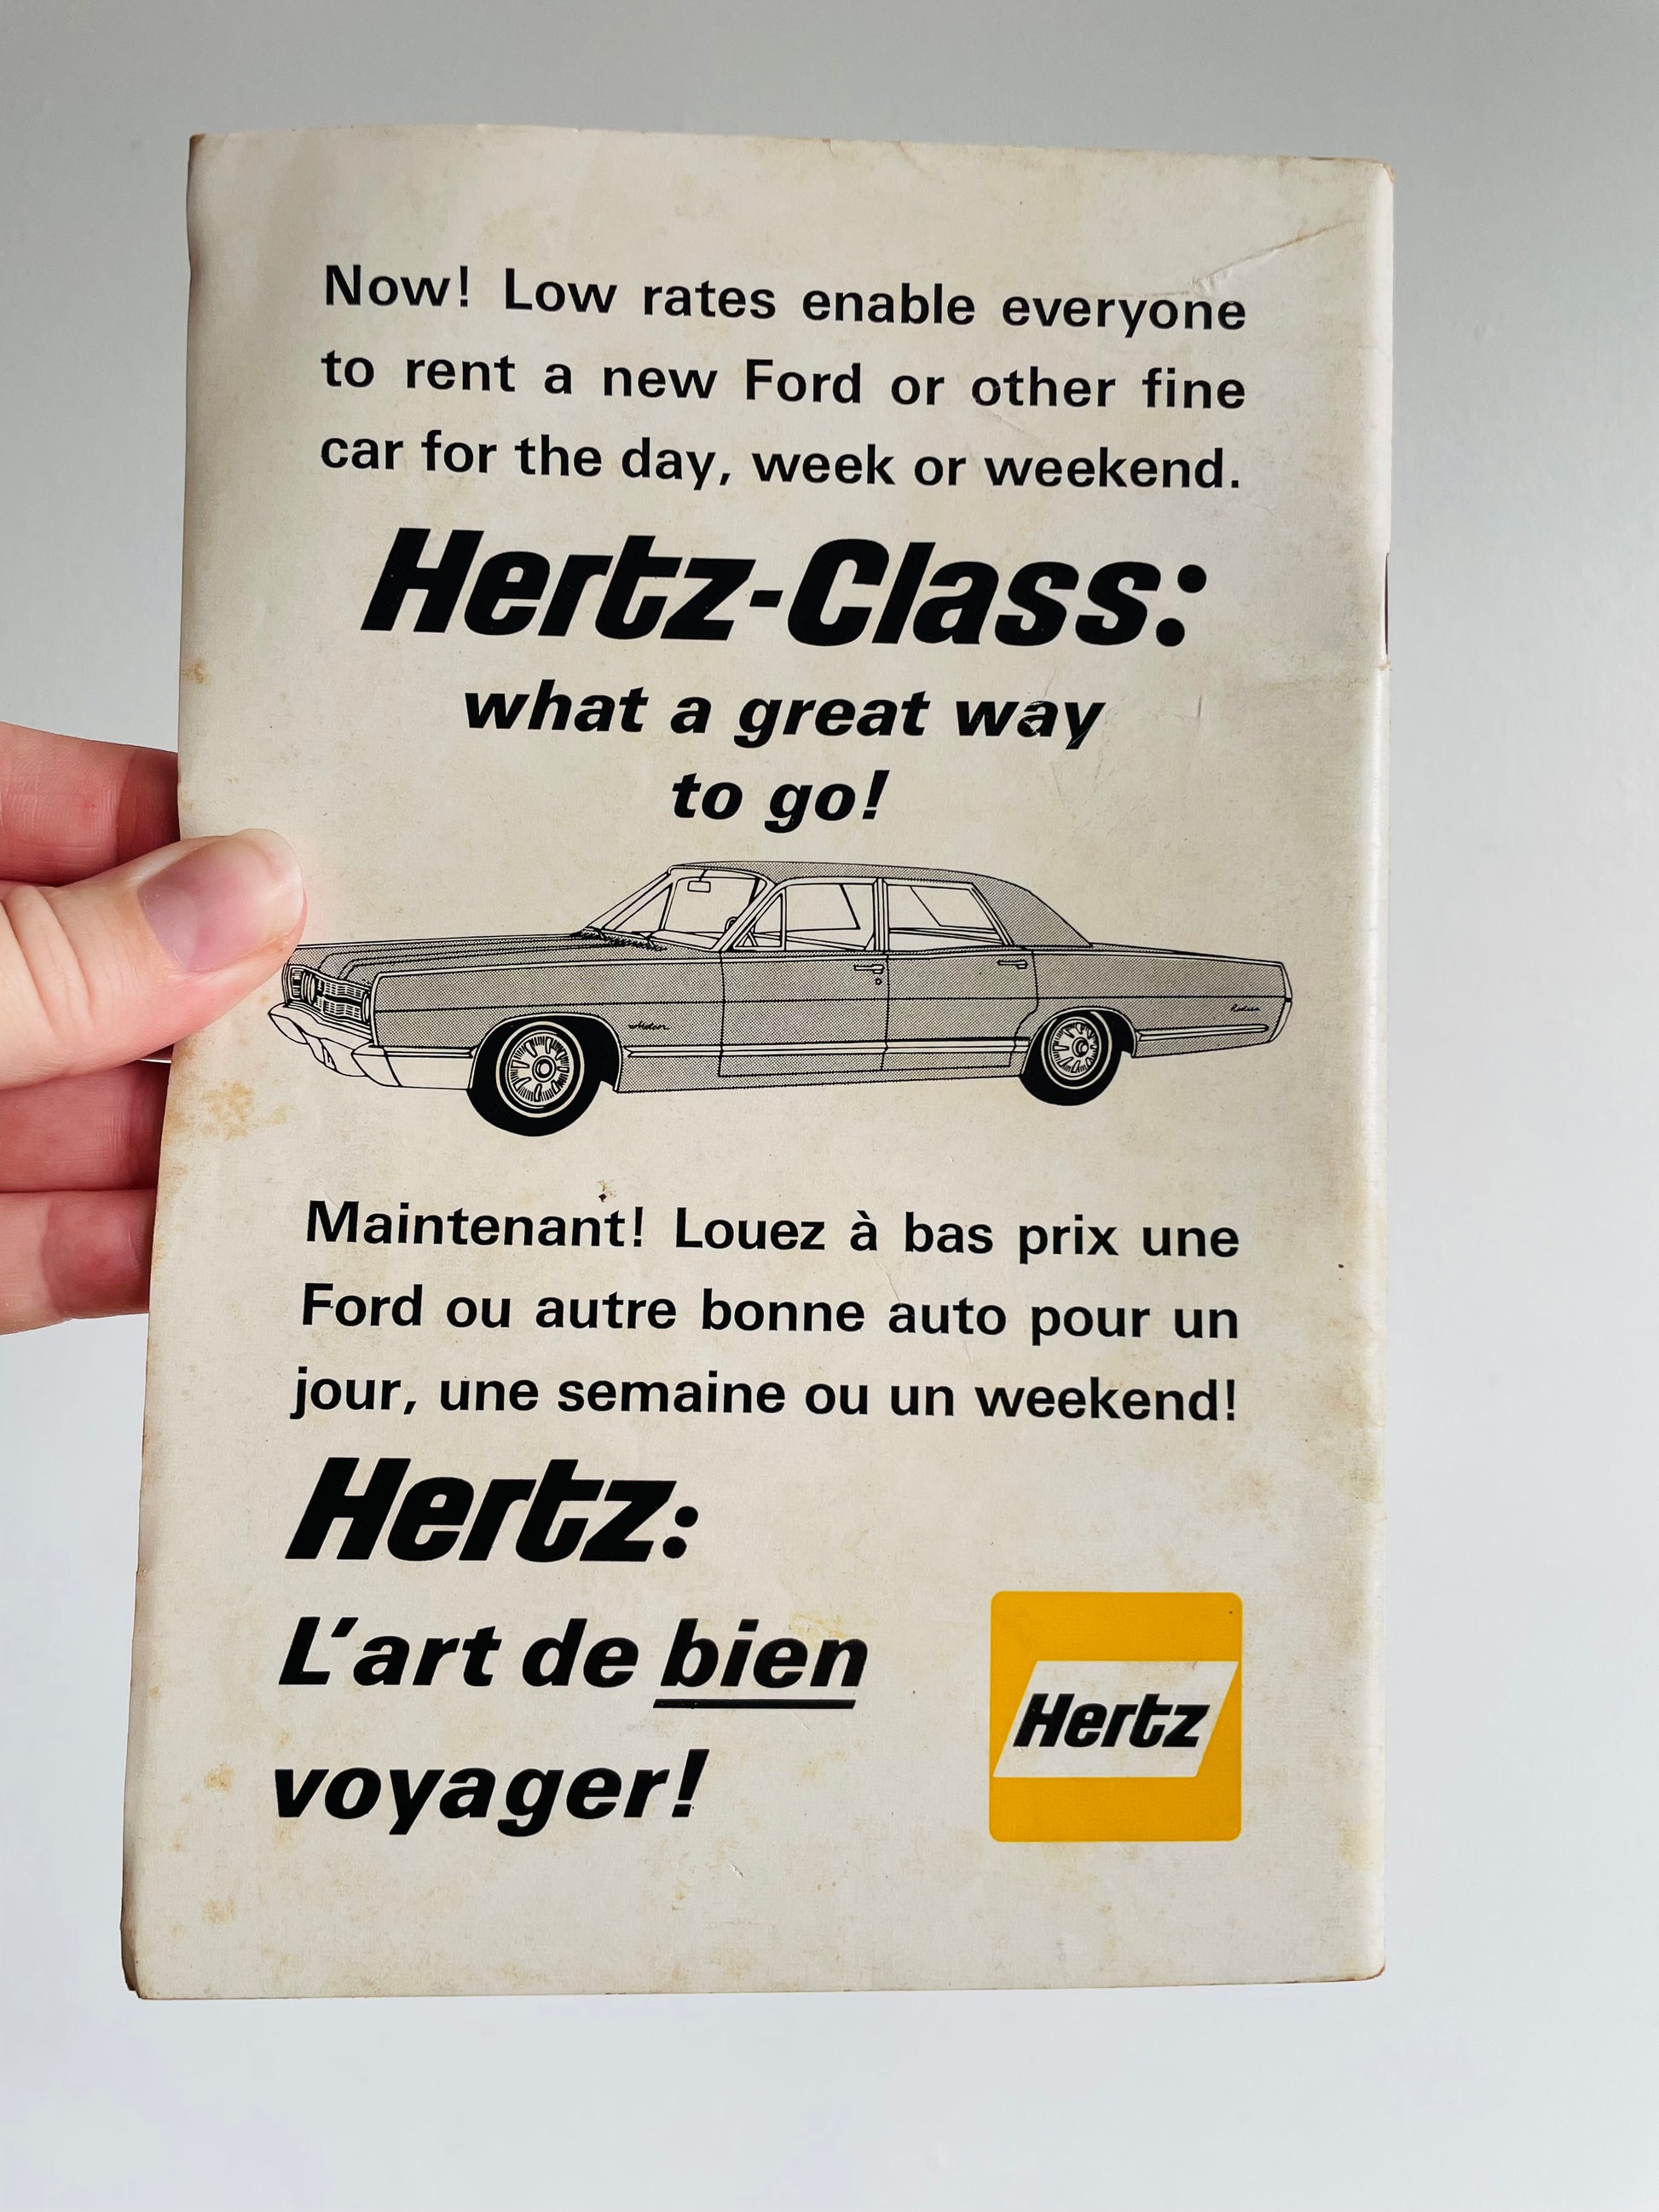 Now! Low rates enable everyone
to rent a new Ford or other fine
car for the day, week or weekend.
Hertz-Class:
what a great way
to go!
Meteor
Maintenant! Louez à bas prix une
Ford ou autre bonne auto pour un
jour, une semaine ou un weekend!
Hertz:
L'art de bien
voyager!
Hertz